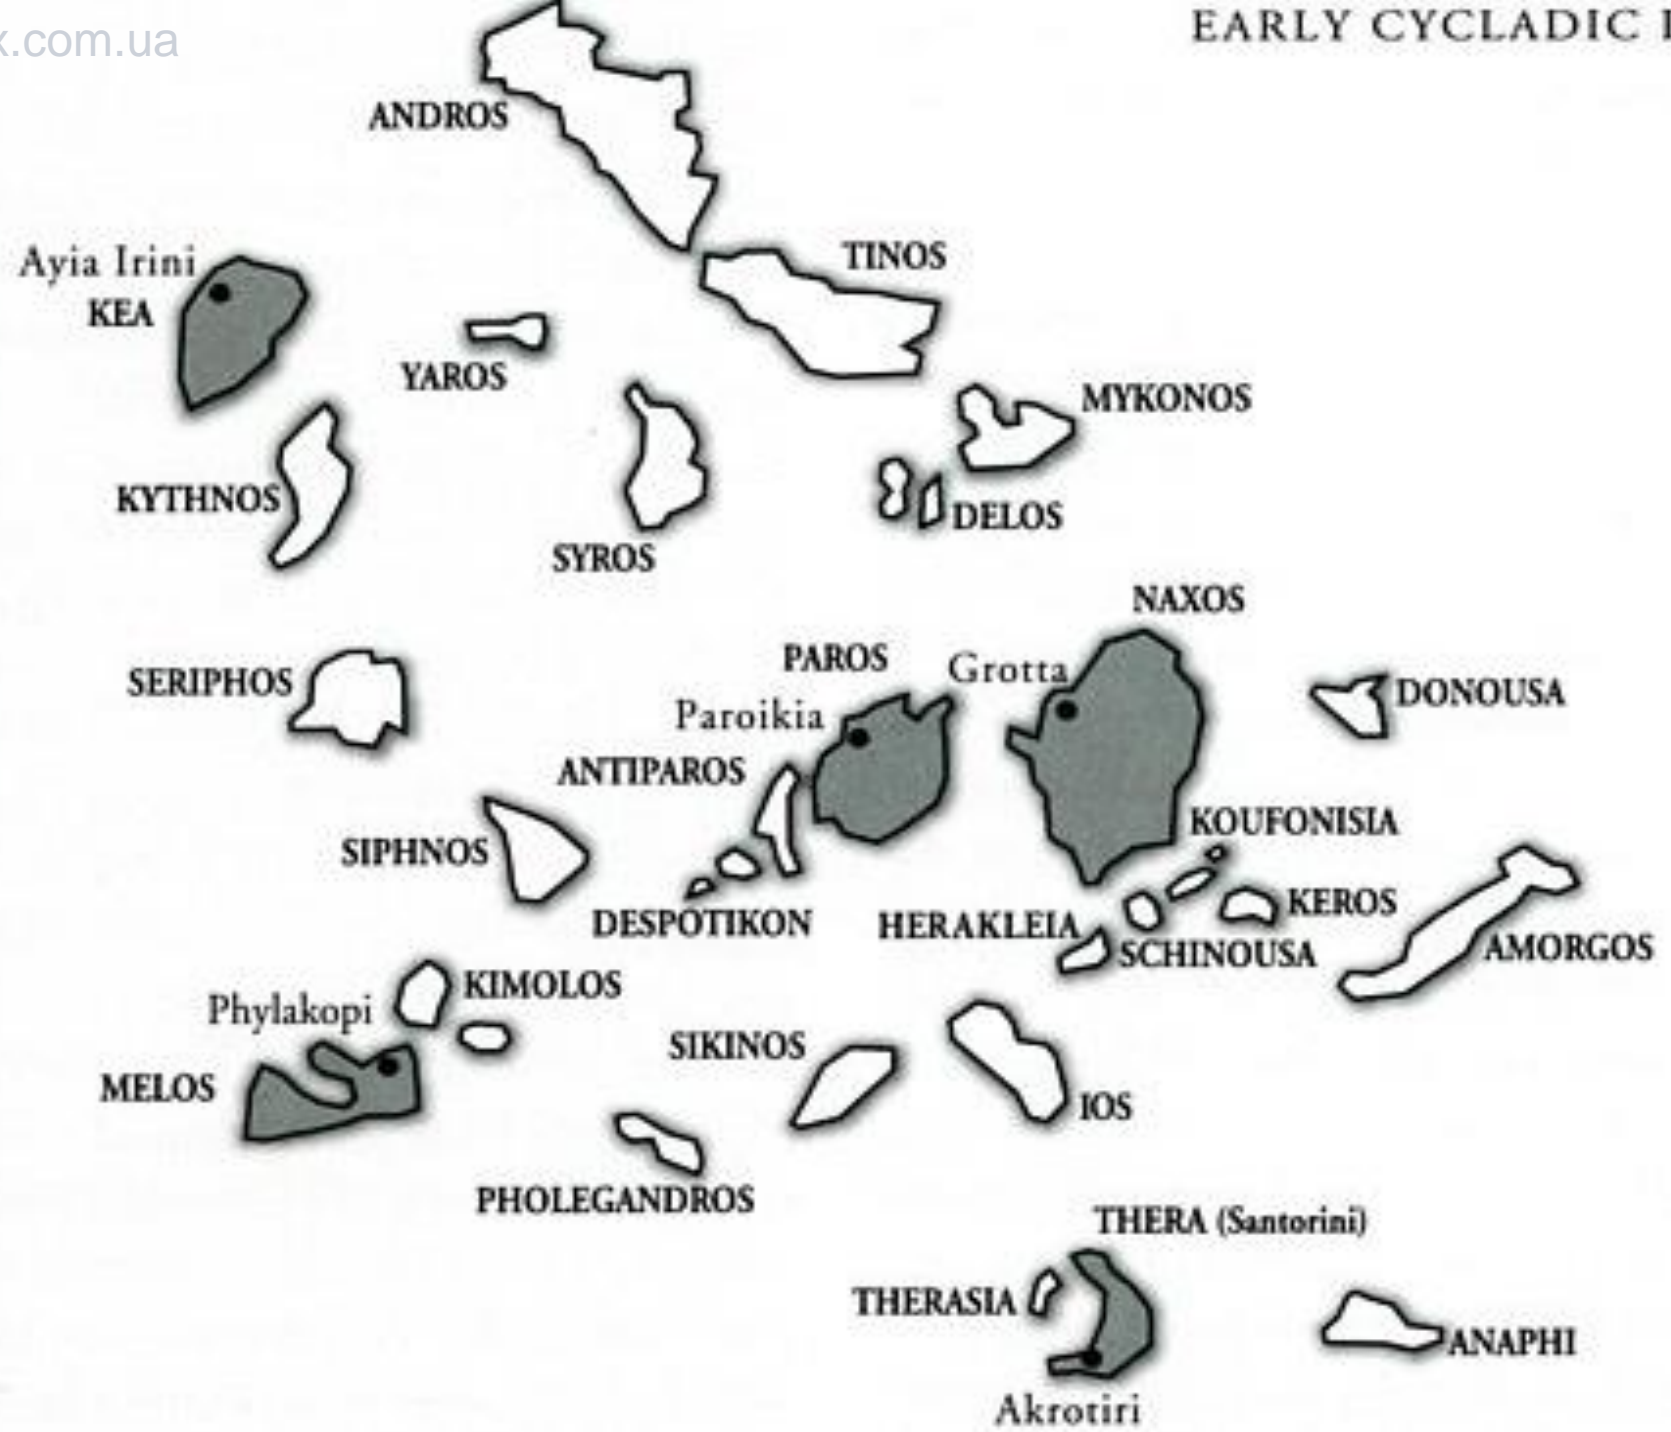 x.com.ua
EARLY CYCLADIC
ANDROS
TINOS
Ayia Irini
KEA
YAROS
MYKONOS
KYTHNOS
DELOS
SYROS
NAXOS
PAROS
Grotta
SERIPHOS
DONOUSA
Paroikia
ANTIPAROS
KOUFONISIA
SIPHNOS
KEROS
DESPOTIKON
HERAKLEIA
SCHINOUSA
AMORGOS
KIMOLOS
Phylakopi
SIKINOS
MELOS
IOS
PHOLEGANDROS
THERA (Santorini)
THERASIA
ANAPHI
Akrotiri